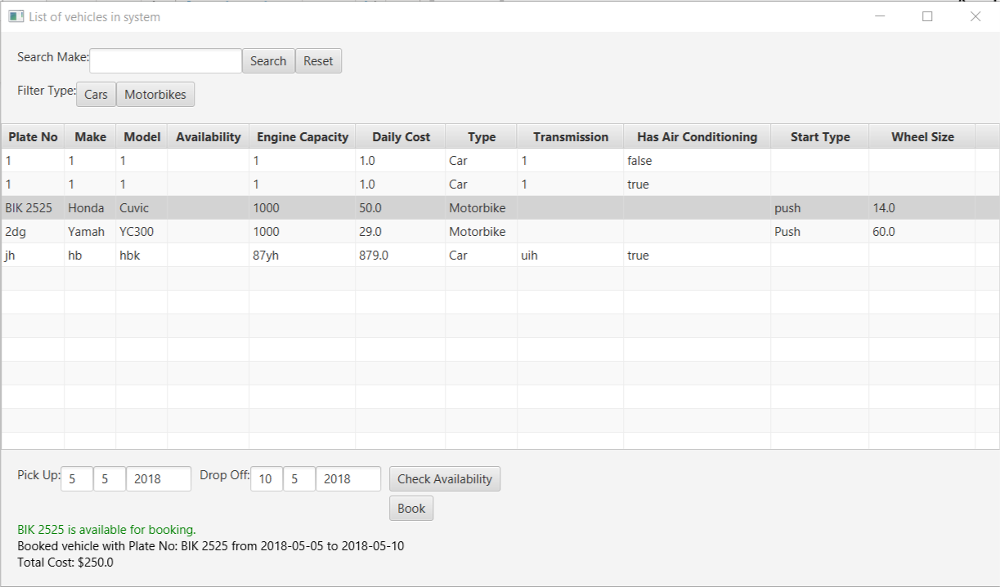 List of vehicles in system
Search Make: Search Reset
Filter Type: Cars Motorbikes
Plate No Make Model Availability Engine Capacity Daily Cost Type Transmission Has Air Conditioning Start Type Wheel Size
1 1 1 1 1.0 Car 1 false
1 1 1 1 1.0 Car 1 true
BIK 2525 Honda Cuvic 1000 50.0 Motorbike push 14.0
2dg Yamah YC300 1000 29.0 Motorbike Push 60.0
jh hb hbk 87yh 879.0 Car uih true
Pick Up: 5 5 2018 Drop Off: 10 5 2018 Check Availability
Book
BIK 2525 is available for booking.
Booked vehicle with Plate No: BIK 2525 from 2018-05-05 to 2018-05-10
Total Cost: $250.0